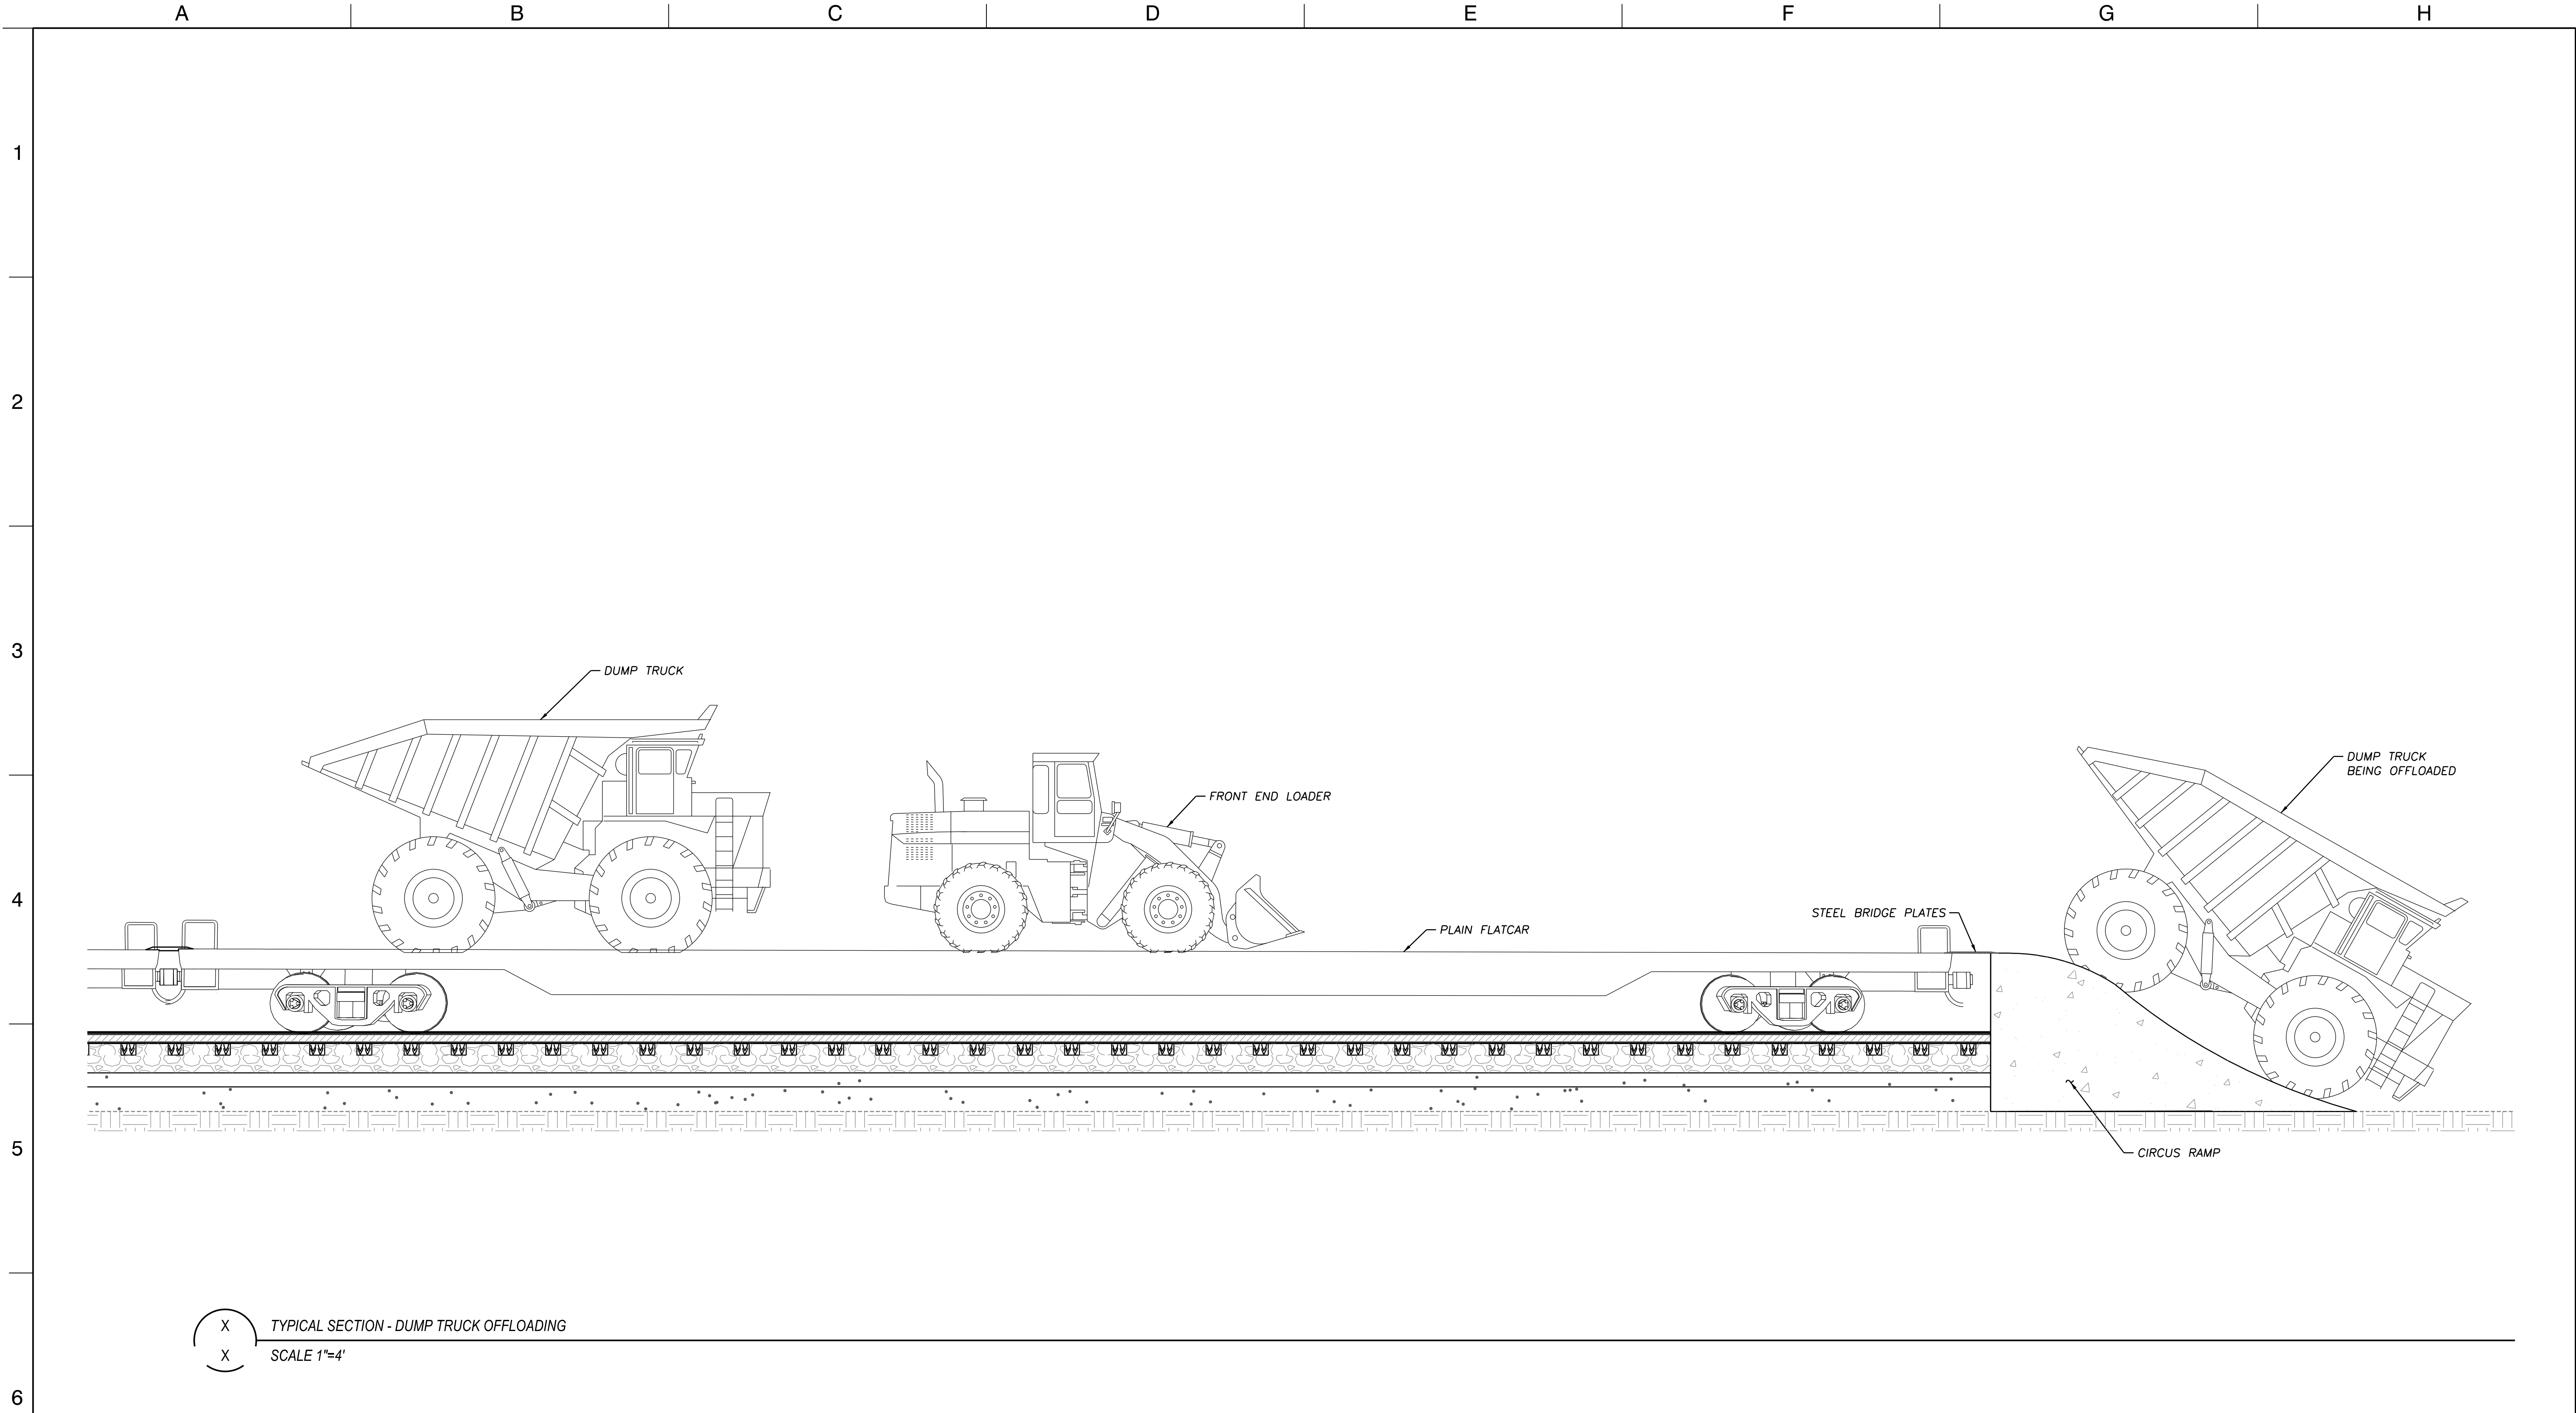 A B C D E F G H
1
2
3
DUMP TRUCK
DUMP TRUCK
BEING OFFLOADED
FRONT END LOADER
4
STEEL BRIDGE PLATES
PLAIN FLATCAR
5
CIRCUS RAMP
X
TYPICAL SECTION - DUMP TRUCK OFFLOADING
X
SCALE 1"=4'
6